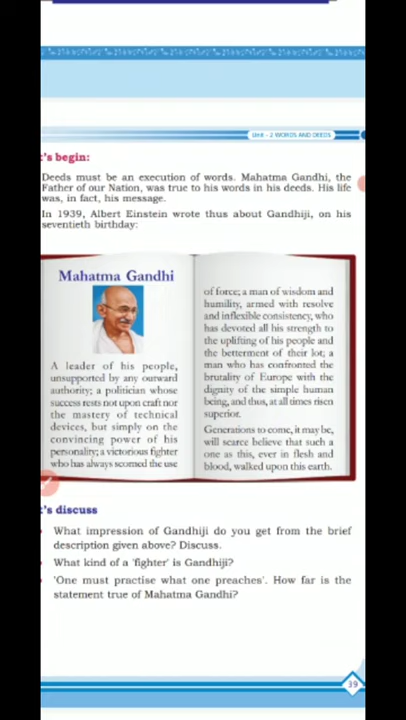 Unit - 2 WORDS AND DEEDS
's begin:
Deeds must be an execution of words. Mahatma Gandhi, the
Father of our Nation, was true to his words in his deeds. His life
was, in fact, his message.
In 1939, Albert Einstein wrote thus about Gandhiji, on his
seventieth birthday:
Mahatma Gandhi
A leader of his people,
unsupported by any outward
authority; a politician whose
success rests not upon craft nor
the mastery of technical
devices, but simply on the
convincing power of his
personality; a victorious fighter
who has always scorned the use
of force; a man of wisdom and
humility, armed with resolve
and inflexible consistency, who
has devoted all his strength to
the uplifting of his people and
the betterment of their lot; a
man who has confronted the
brutality of Europe with the
dignity of the simple human
being, and thus, at all times risen
superior.
Generations to come, it may be,
will scarce believe that such a
one as this, ever in flesh and
blood, walked upon this earth.
's discuss
What impression of Gandhiji do you get from the brief
description given above? Discuss.
What kind of a 'fighter' is Gandhiji?
'One must practise what one preaches'. How far is the
statement true of Mahatma Gandhi?
39